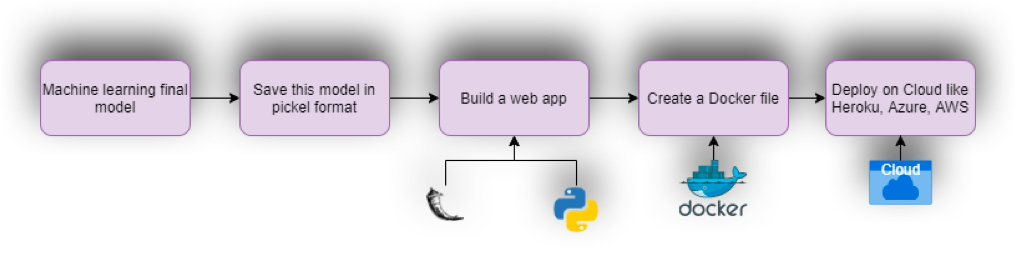 Machine learning final
model
Save this model in
pickel format
Build a web app
Create a Docker file
Deploy on Cloud like
Heroku, Azure, AWS
docker
Cloud